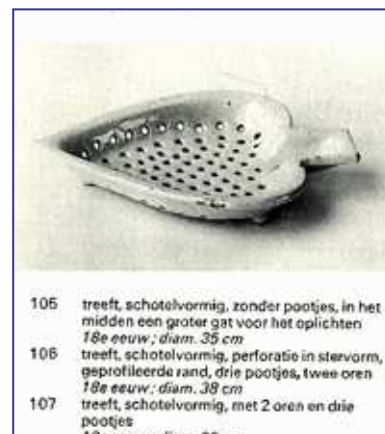 105 treeft, schotelvormig, zonder pootjes, in het
midden een groter gat voor het oplichten
18e eeuw; diam. 35 cm
106 treeft, schotelvormig, perforatie in stervorm,
geprofileerde rand, drie pootjes, twee oren
18e eeuw; diam. 38 cm
107 treeft, schotelvormig, met 2 oren en drie
pootjes